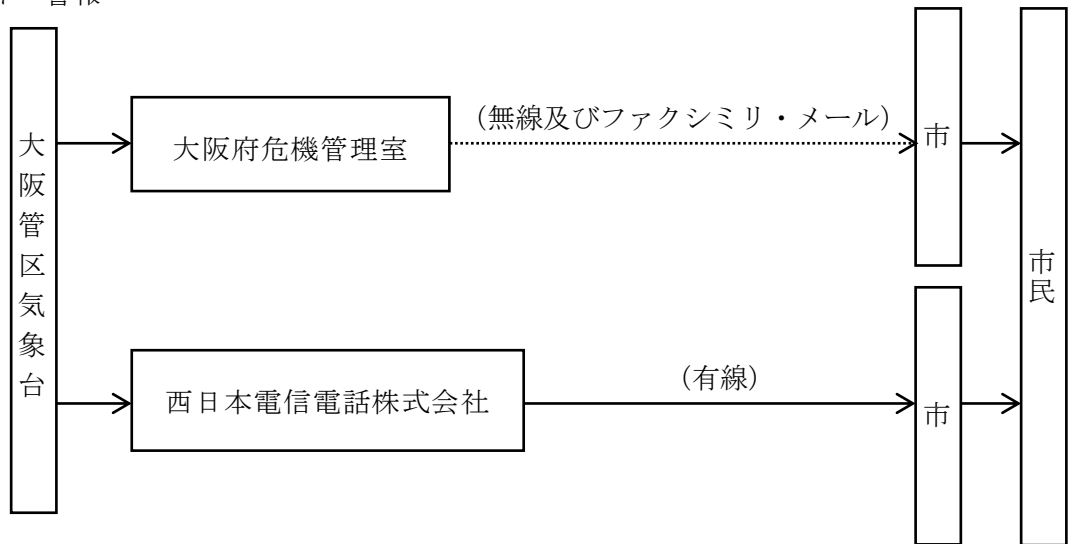 警報
大阪管区気象台
大阪府危機管理室
(無線及びファクシミリ・メール)
市
西日本電信電話株式会社
(有線)
市
市民